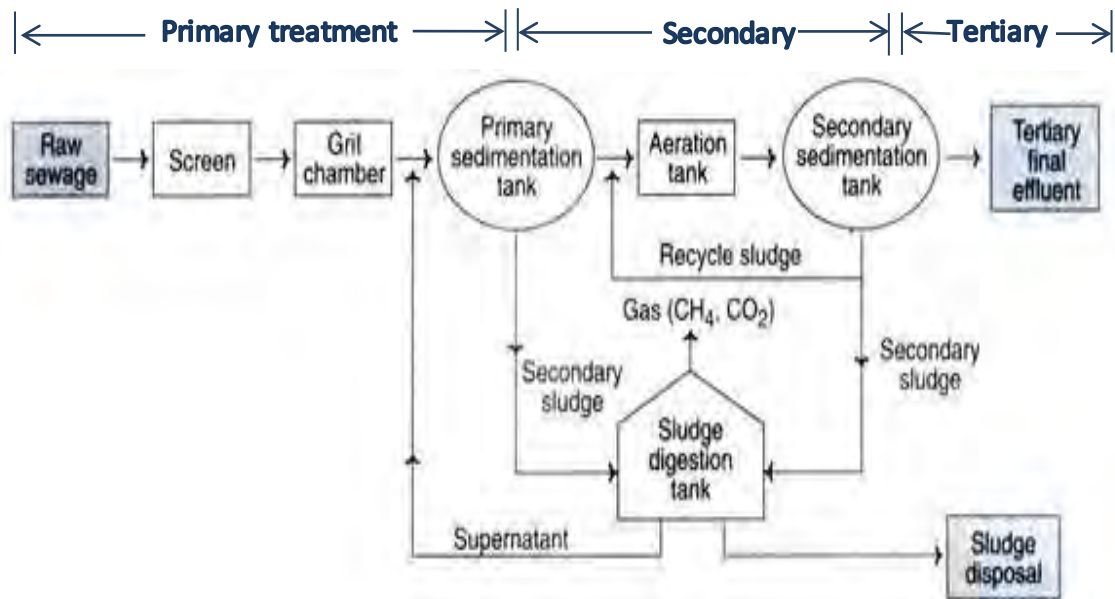 Primary treatment
Secondary
Tertiary
Raw
sewage
Screen
Gril
chamber
Primary
sedimentation
tank
Aeration
tank
Secondary
sedimentation
tank
Tertiary
final
effluent
Recycle sludge
Gas (CH₄. CO₂)
Secondary
sludge
Secondary
sludge
Sludge
digestion
tank
Supernatant
Sludge
disposal